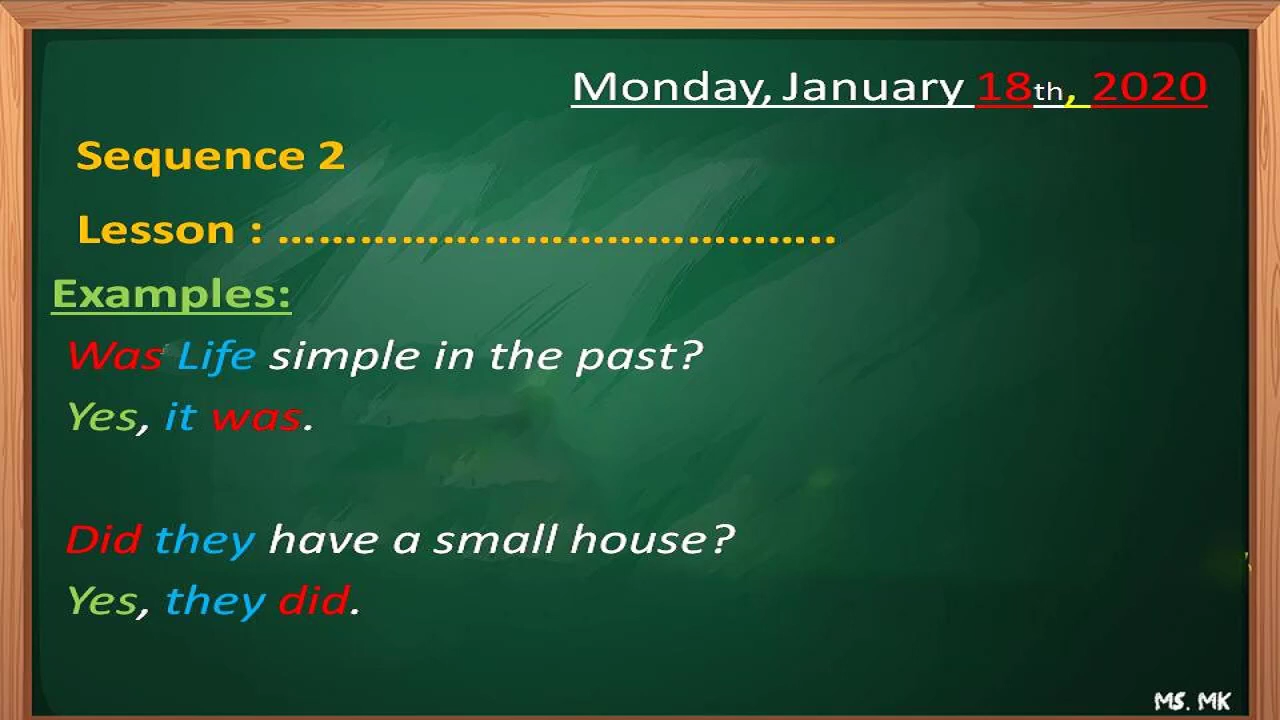 Monday, January 18th, 2020
Sequence 2
Lesson : ………………………………….
Examples:
Was Life simple in the past?
Yes, it was.
Did they have a small house?
Yes, they did.
MS. MK